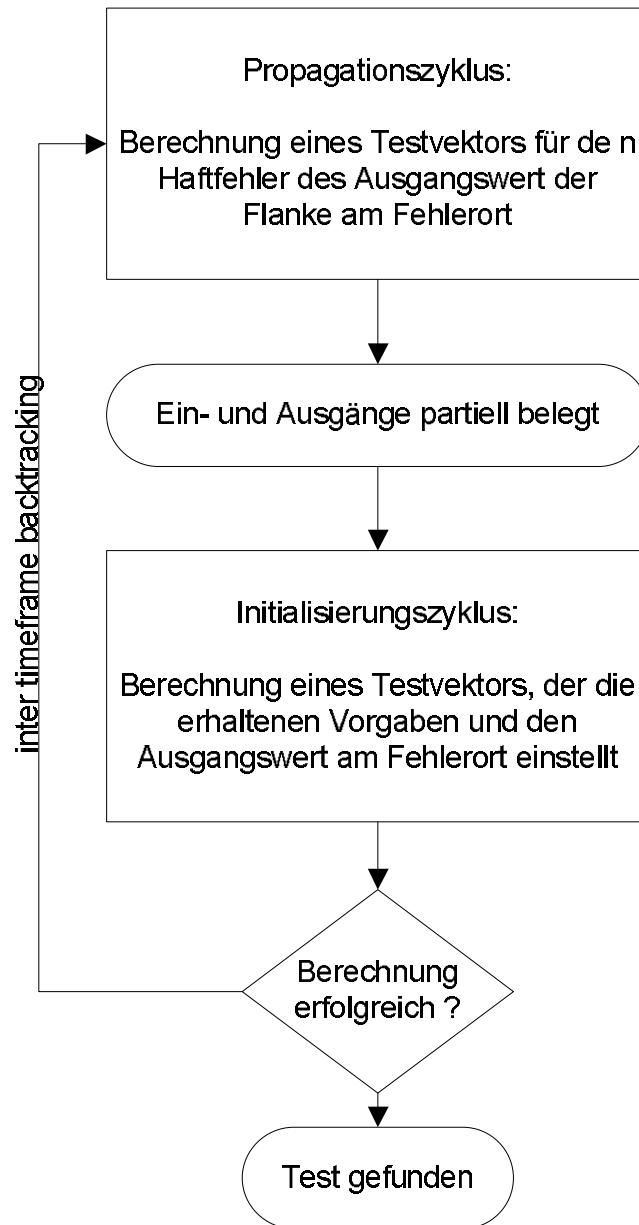 Propagationszyklus:
Berechnung eines Testvektors für de n
Haftfehler des Ausgangswert der
Flanke am Fehlerort
Ein- und Ausgänge partiell belegt
inter timeframe backtracking
Initialisierungszyklus:
Berechnung eines Testvektors, der die
erhaltenen Vorgaben und den
Ausgangswert am Fehlerort einstellt
Berechnung
erfolgreich ?
Test gefunden